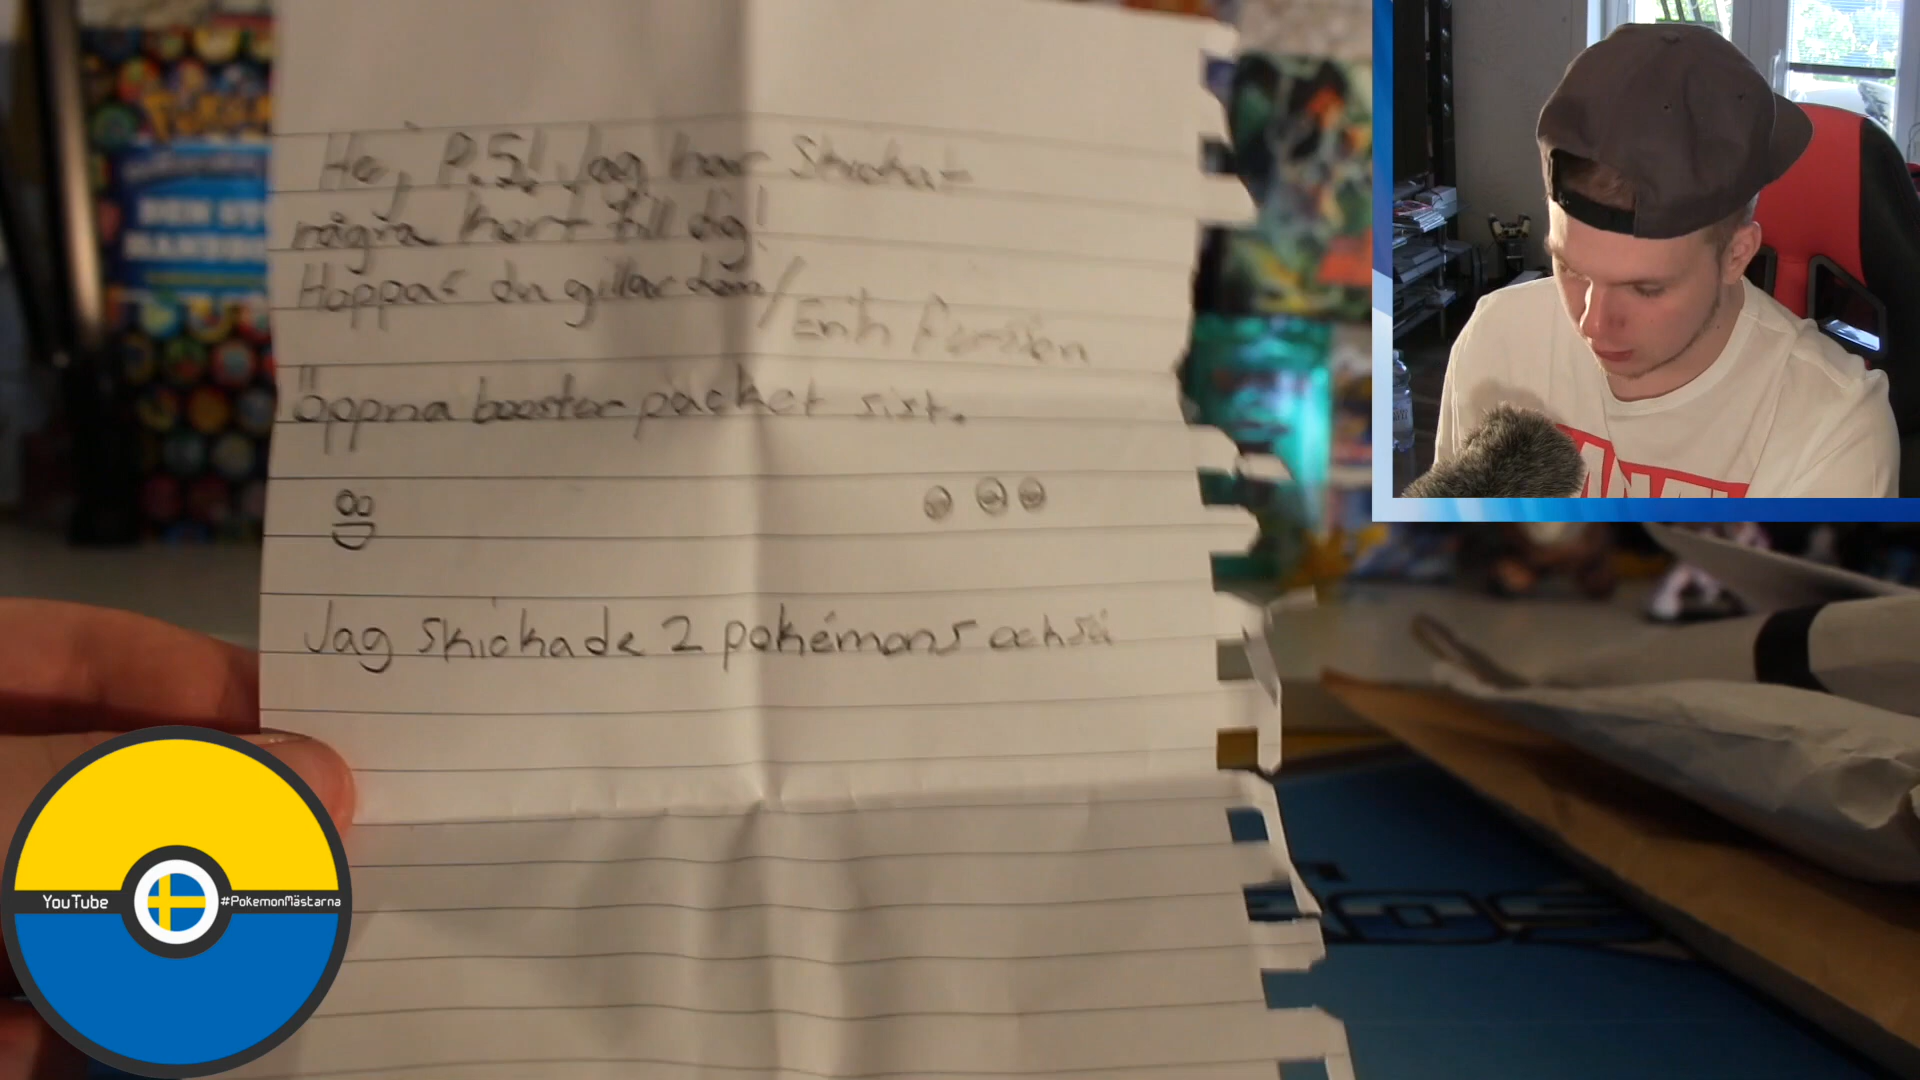 Hej P.S! Jag har skickat
några kort till dig!
Hoppas du gillar dom/
Öppna booster packet sist.
Jag skickade 2 pokémons också
YouTube
#PokemonMästarna